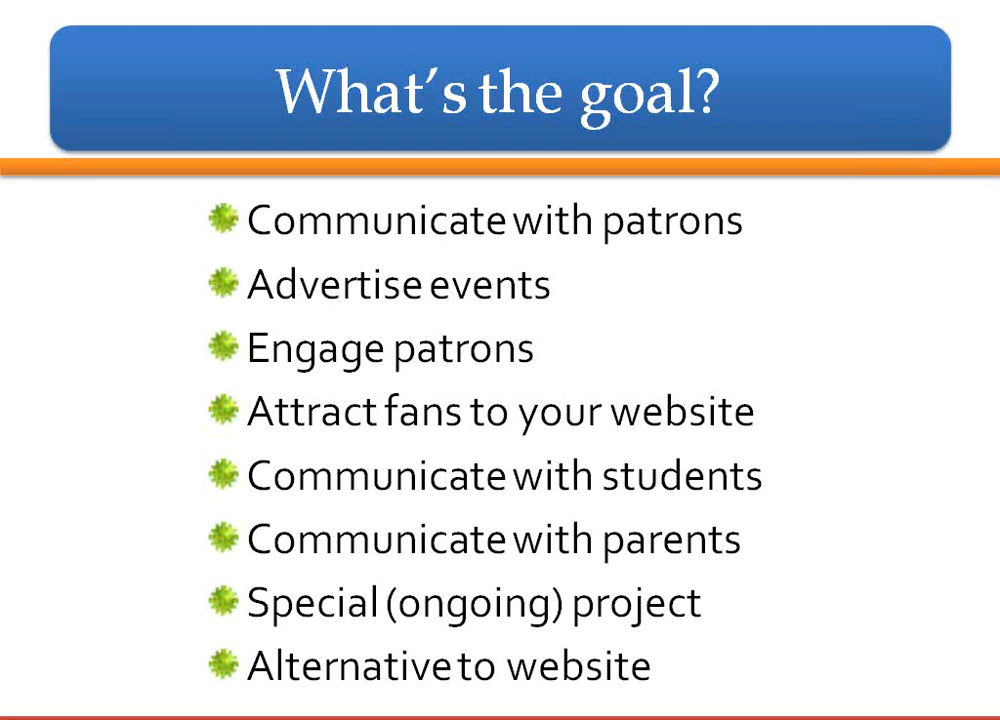 What's the goal?
Communicate with patrons
Advertise events
Engage patrons
Attract fans to your website
Communicate with students
Communicate with parents
Special (ongoing) project
Alternative to website